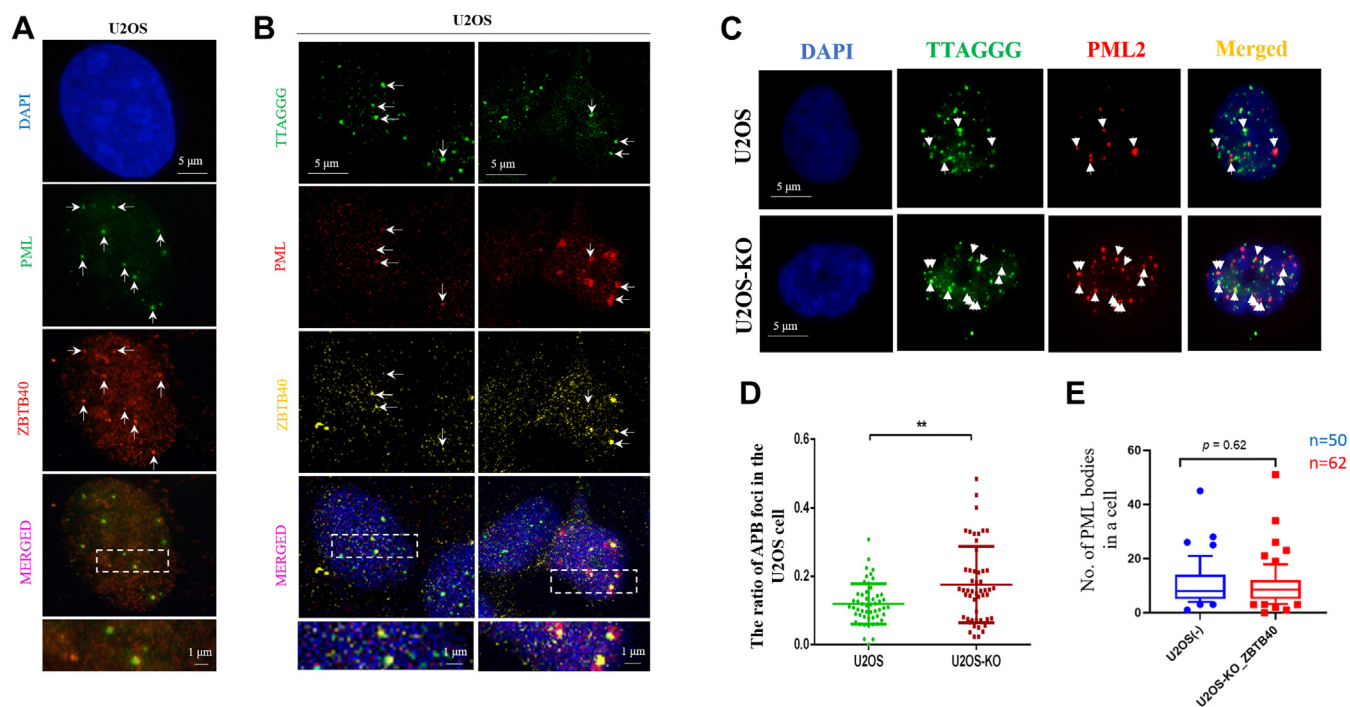 A
U2OS
DAPI
5 µm
PML
ZBTB40
MERGED
1 µm
B
U2OS
TTAGGG
5 µm
5 µm
PML
ZBTB40
MERGED
1 µm
1 µm
C
DAPI
TTAGGG
PML2
Merged
U2OS
5 µm
U2OS-KO
5 µm
D
The ratio of APB foci in the
U2OS cell
0.6
0.4
0.2
0.0
**
U2OS
U2OS-KO
E
No. of PML bodies
in a cell
60
40
20
0
p = 0.62
n=50
n=62
U2OS(-)
U2OS-KO_ZBTB40